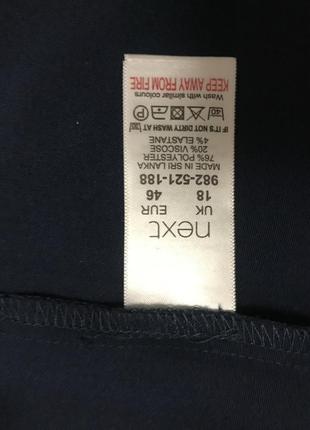 next
UK EUR
18 46
982-521-188
MADE IN SRI LANKA
76% POLYESTER
20% VISCOSE
4% ELASTANE
IF IT'S NOT DIRTY WASH AT
40 P
Wash with similar colours
KEEP AWAY FROM FIRE